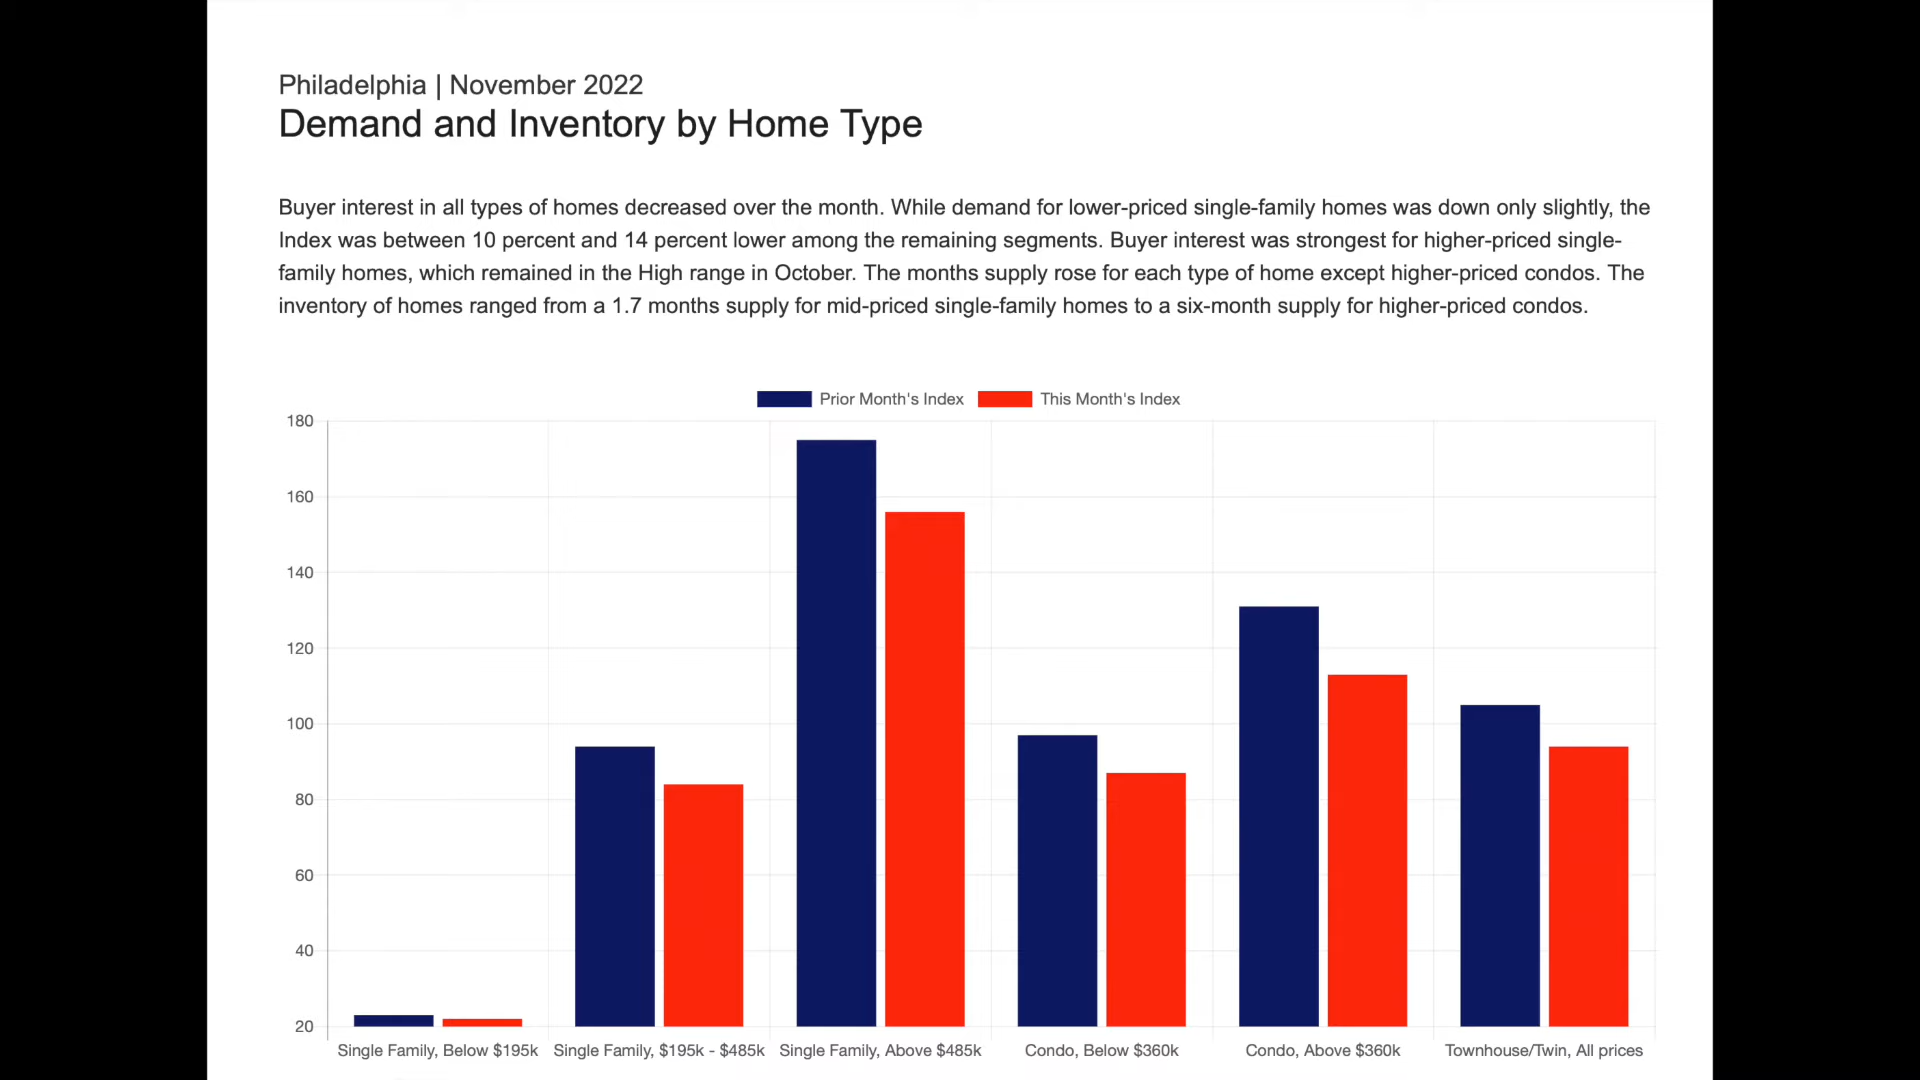 Philadelphia | November 2022
Demand and Inventory by Home Type
Buyer interest in all types of homes decreased over the month. While demand for lower-priced single-family homes was down only slightly, the
Index was between 10 percent and 14 percent lower among the remaining segments. Buyer interest was strongest for higher-priced single-
family homes, which remained in the High range in October. The months supply rose for each type of home except higher-priced condos. The
inventory of homes ranged from a 1.7 months supply for mid-priced single-family homes to a six-month supply for higher-priced condos.
Prior Month's Index This Month's Index
180
160
140
120
100
80
60
40
20
Single Family, Below $195k Single Family, $195k - $485k Single Family, Above $485k Condo, Below $360k Condo, Above $360k Townhouse/Twin, All prices